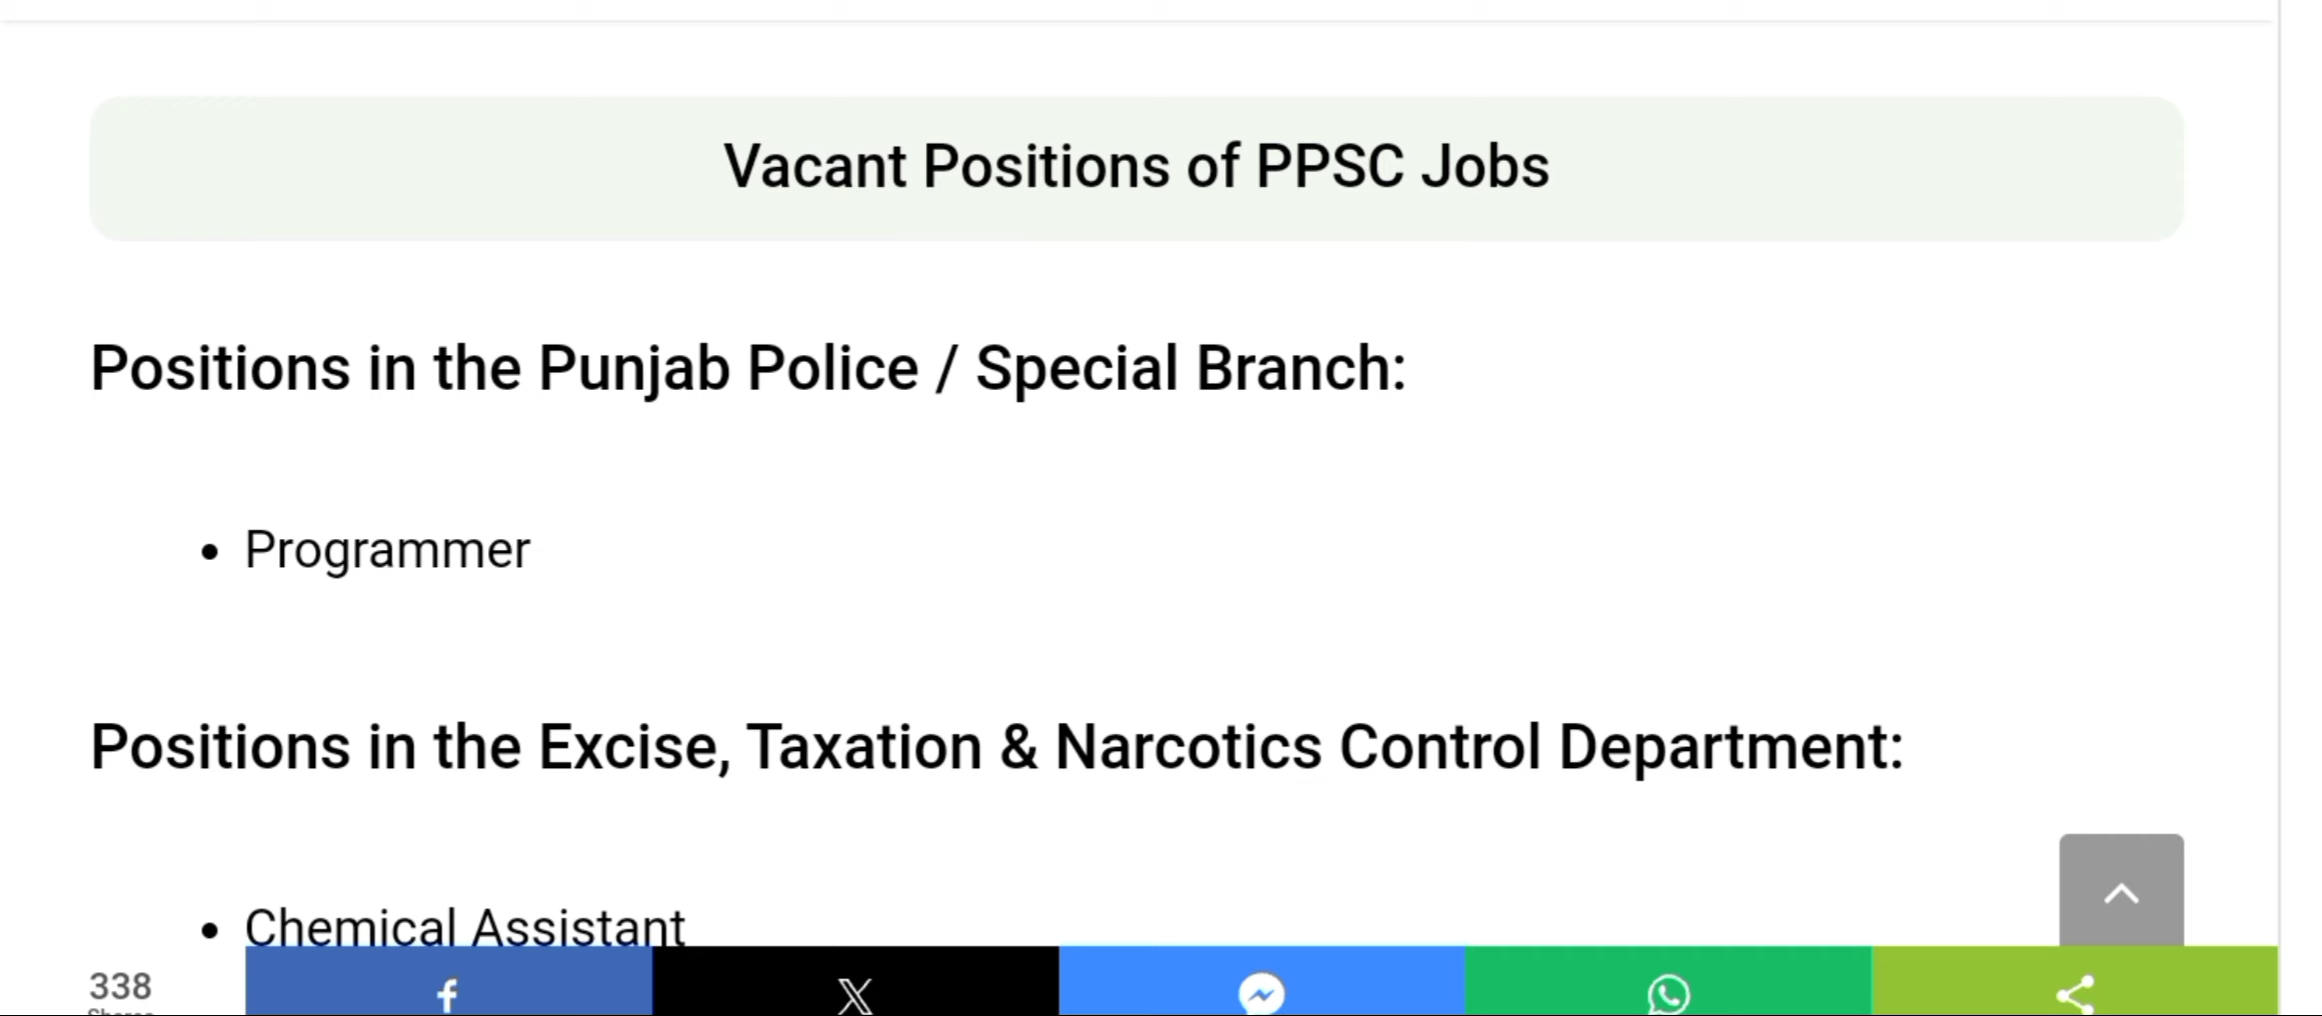 Vacant Positions of PPSC Jobs
Positions in the Punjab Police / Special Branch:
• Programmer
Positions in the Excise, Taxation & Narcotics Control Department:
• Chemical Assistant
338
Shares